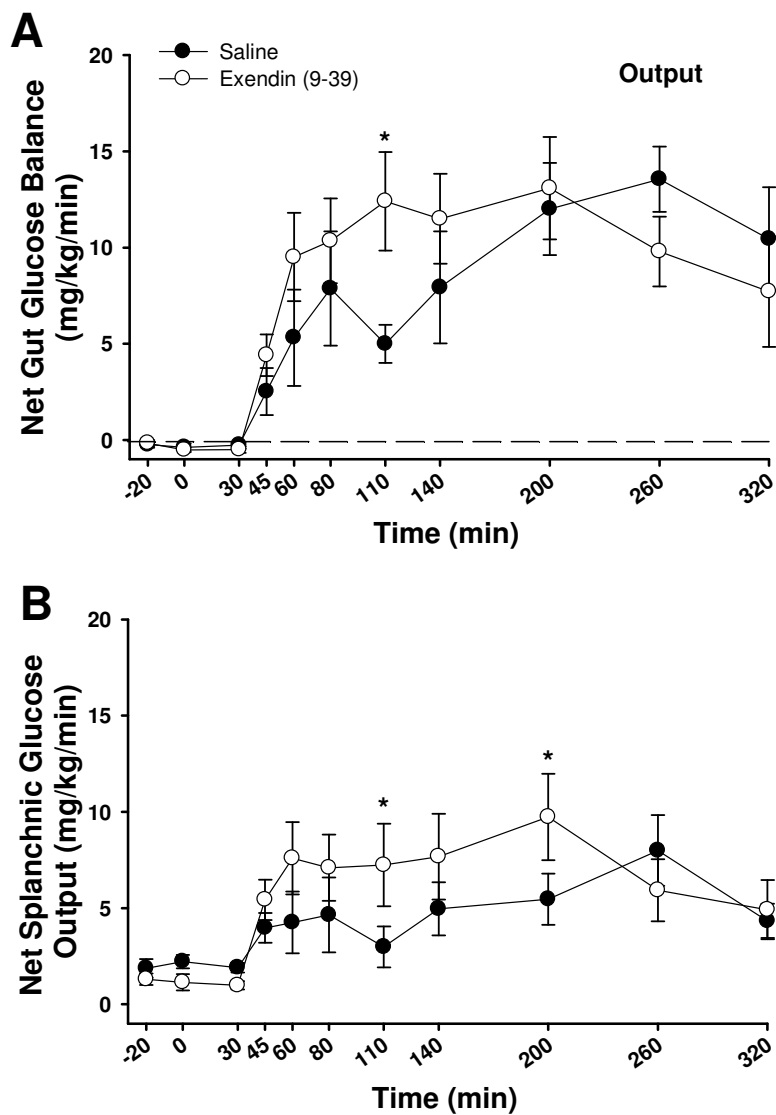 A
Saline
Exendin (9-39)
Output
*
Net Gut Glucose Balance
(mg/kg/min)
20
15
10
5
0
-20 0 30 45 60 80 110 140 200 260 320
Time (min)
B
* *
Net Splanchnic Glucose
Output (mg/kg/min)
20
15
10
5
0
-20 0 30 45 60 80 110 140 200 260 320
Time (min)